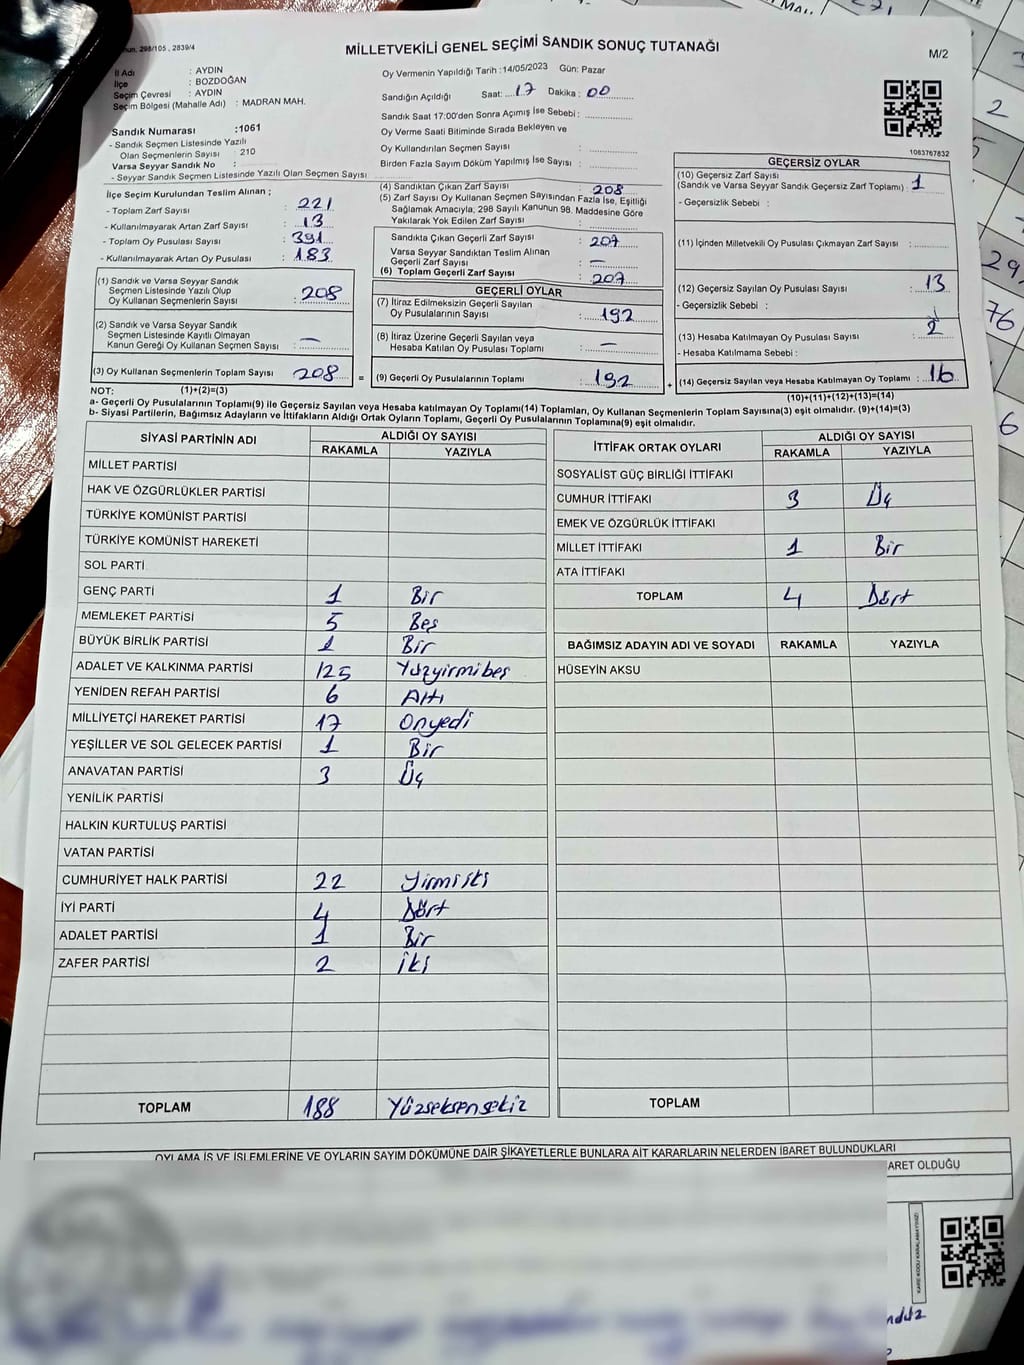 298/105 , 2839/4
MİLLETVEKİLİ GENEL SEÇİMİ SANDIK SONUÇ TUTANAĞI
M/2
İl Adı : AYDIN
İlçe : BOZDOĞAN
Seçim Çevresi : AYDIN
Seçim Bölgesi (Mahalle Adı) : MADRAN MAH.
Sandık Numarası :1061
- Sandık Seçmen Listesinde Yazılı
Olan Seçmenlerin Sayısı : 210
Varsa Seyyar Sandık No :
- Seyyar Sandık Seçmen Listesinde Yazılı Olan Seçmen Sayısı :
Oy Vermenin Yapıldığı Tarih :14/05/2023 Gün: Pazar
Sandığın Açıldığı Saat: 17 Dakika : 00
Sandık Saat 17:00'den Sonra Açımış İse Sebebi :
Oy Verme Saati Bitiminde Sırada Bekleyen ve
Oy Kullandırılan Seçmen Sayısı :
Birden Fazla Sayım Döküm Yapılmış İse Sayısı :
1083767832
İlçe Seçim Kurulundan Teslim Alınan ;
- Toplam Zarf Sayısı : 221
- Kullanılmayarak Artan Zarf Sayısı : 13
- Toplam Oy Pusulası Sayısı : 391
- Kullanılmayarak Artan Oy Pusulası : 183
(1) Sandık ve Varsa Seyyar Sandık
Seçmen Listesinde Yazılı Olup
Oy Kullanan Seçmenlerin Sayısı : 208
(2) Sandık ve Varsa Seyyar Sandık
Seçmen Listesinde Kayıtlı Olmayan
Kanun Gereği Oy Kullanan Seçmen Sayısı : —
(3) Oy Kullanan Seçmenlerin Toplam Sayısı : 208 =
(1)+(2)=(3)
(4) Sandıktan Çıkan Zarf Sayısı : 208
(5) Zarf Sayısı Oy Kullanan Seçmen Sayısından Fazla İse, Eşitliği
Sağlamak Amacıyla, 298 Sayılı Kanunun 98. Maddesine Göre
Yakılarak Yok Edilen Zarf Sayısı :
Sandıkta Çıkan Geçerli Zarf Sayısı : 207
Varsa Seyyar Sandıktan Teslim Alınan
Geçerli Zarf Sayısı : —
(6) Toplam Geçerli Zarf Sayısı : 207
GEÇERLİ OYLAR
(7) İtiraz Edilmeksizin Geçerli Sayılan
Oy Pusulalarının Sayısı : 192
(8) İtiraz Üzerine Geçerli Sayılan veya
Hesaba Katılan Oy Pusulası Toplamı : —
(9) Geçerli Oy Pusulalarının Toplamı : 192 +
GEÇERSİZ OYLAR
(10) Geçersiz Zarf Sayısı
(Sandık ve Varsa Seyyar Sandık Geçersiz Zarf Toplamı) : 1
- Geçersizlik Sebebi :
(11) İçinden Milletvekili Oy Pusulası Çıkmayan Zarf Sayısı :
(12) Geçersiz Sayılan Oy Pusulası Sayısı : 13
- Geçersizlik Sebebi :
(13) Hesaba Katılmayan Oy Pusulası Sayısı : 2
- Hesaba Katılmama Sebebi :
(14) Geçersiz Sayılan veya Hesaba Katılmayan Oy Toplamı : 16
(10)+(11)+(12)+(13)=(14)
NOT:
a- Geçerli Oy Pusulalarının Toplamı(9) ile Geçersiz Sayılan veya Hesaba katılmayan Oy Toplamı(14) Toplamları, Oy Kullanan Seçmenlerin Toplam Sayısına(3) eşit olmalıdır. (9)+(14)=(3)
b- Siyasi Partilerin, Bağımsız Adayların ve İttifakların Aldığı Ortak Oyların Toplamı, Geçerli Oy Pusulalarının Toplamına(9) eşit olmalıdır.
SİYASİ PARTİNİN ADI
ALDIĞI OY SAYISI
RAKAMLA YAZIYLA
MİLLET PARTİSİ
HAK VE ÖZGÜRLÜKLER PARTİSİ
TÜRKİYE KOMÜNİST PARTİSİ
TÜRKİYE KOMÜNİST HAREKETİ
SOL PARTİ
GENÇ PARTİ 1 Bir
MEMLEKET PARTİSİ 5 Beş
BÜYÜK BİRLİK PARTİSİ 1 Bir
ADALET VE KALKINMA PARTİSİ 125 Yüzyirmibeş
YENİDEN REFAH PARTİSİ 6 Altı
MİLLİYETÇİ HAREKET PARTİSİ 17 Onyedi
YEŞİLLER VE SOL GELECEK PARTİSİ 1 Bir
ANAVATAN PARTİSİ 3 Üç
YENİLİK PARTİSİ
HALKIN KURTULUŞ PARTİSİ
VATAN PARTİSİ
CUMHURİYET HALK PARTİSİ 22 Yirmiiki
İYİ PARTİ 4 Dört
ADALET PARTİSİ 1 Bir
ZAFER PARTİSİ 2 İki
TOPLAM 188 Yüzseksensekiz
İTTİFAK ORTAK OYLARI
ALDIĞI OY SAYISI
RAKAMLA YAZIYLA
SOSYALİST GÜÇ BİRLİĞİ İTTİFAKI
CUMHUR İTTİFAKI 3 Üç
EMEK VE ÖZGÜRLÜK İTTİFAKI
MİLLET İTTİFAKI 1 Bir
ATA İTTİFAKI
TOPLAM 4 Dört
BAĞIMSIZ ADAYIN ADI VE SOYADI RAKAMLA YAZIYLA
HÜSEYİN AKSU
TOPLAM
OYLAMA İŞ VE İŞLEMLERİNE VE OYLARIN SAYIM DÖKÜMÜNE DAİR ŞİKAYETLERLE BUNLARA AİT KARARLARIN NELERDEN İBARET BULUNDUKLARI
ARET OLDUĞU
2
76
6